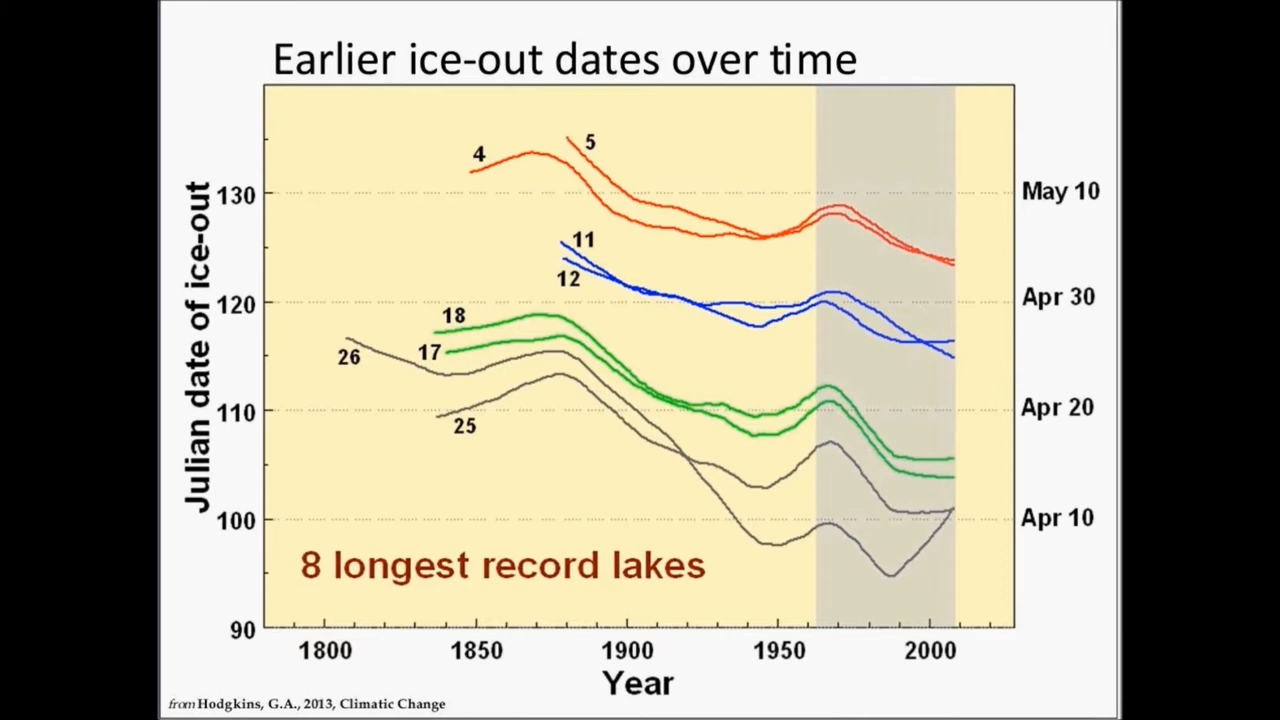 Earlier ice-out dates over time
Julian date of ice-out
130
120
110
100
90
May 10
Apr 30
Apr 20
Apr 10
4
5
11
12
18
17
26
25
8 longest record lakes
1800 1850 1900 1950 2000
Year
from Hodgkins, G.A., 2013, Climatic Change